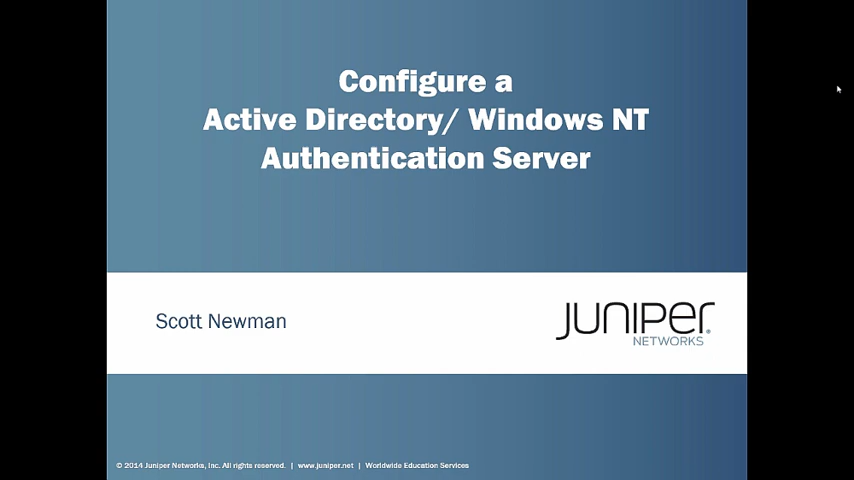 Configure a
Active Directory/ Windows NT
Authentication Server
Scott Newman
JUNIPER
NETWORKS
© 2014 Juniper Networks, Inc. All rights reserved. | www.juniper.net | Worldwide Education Services